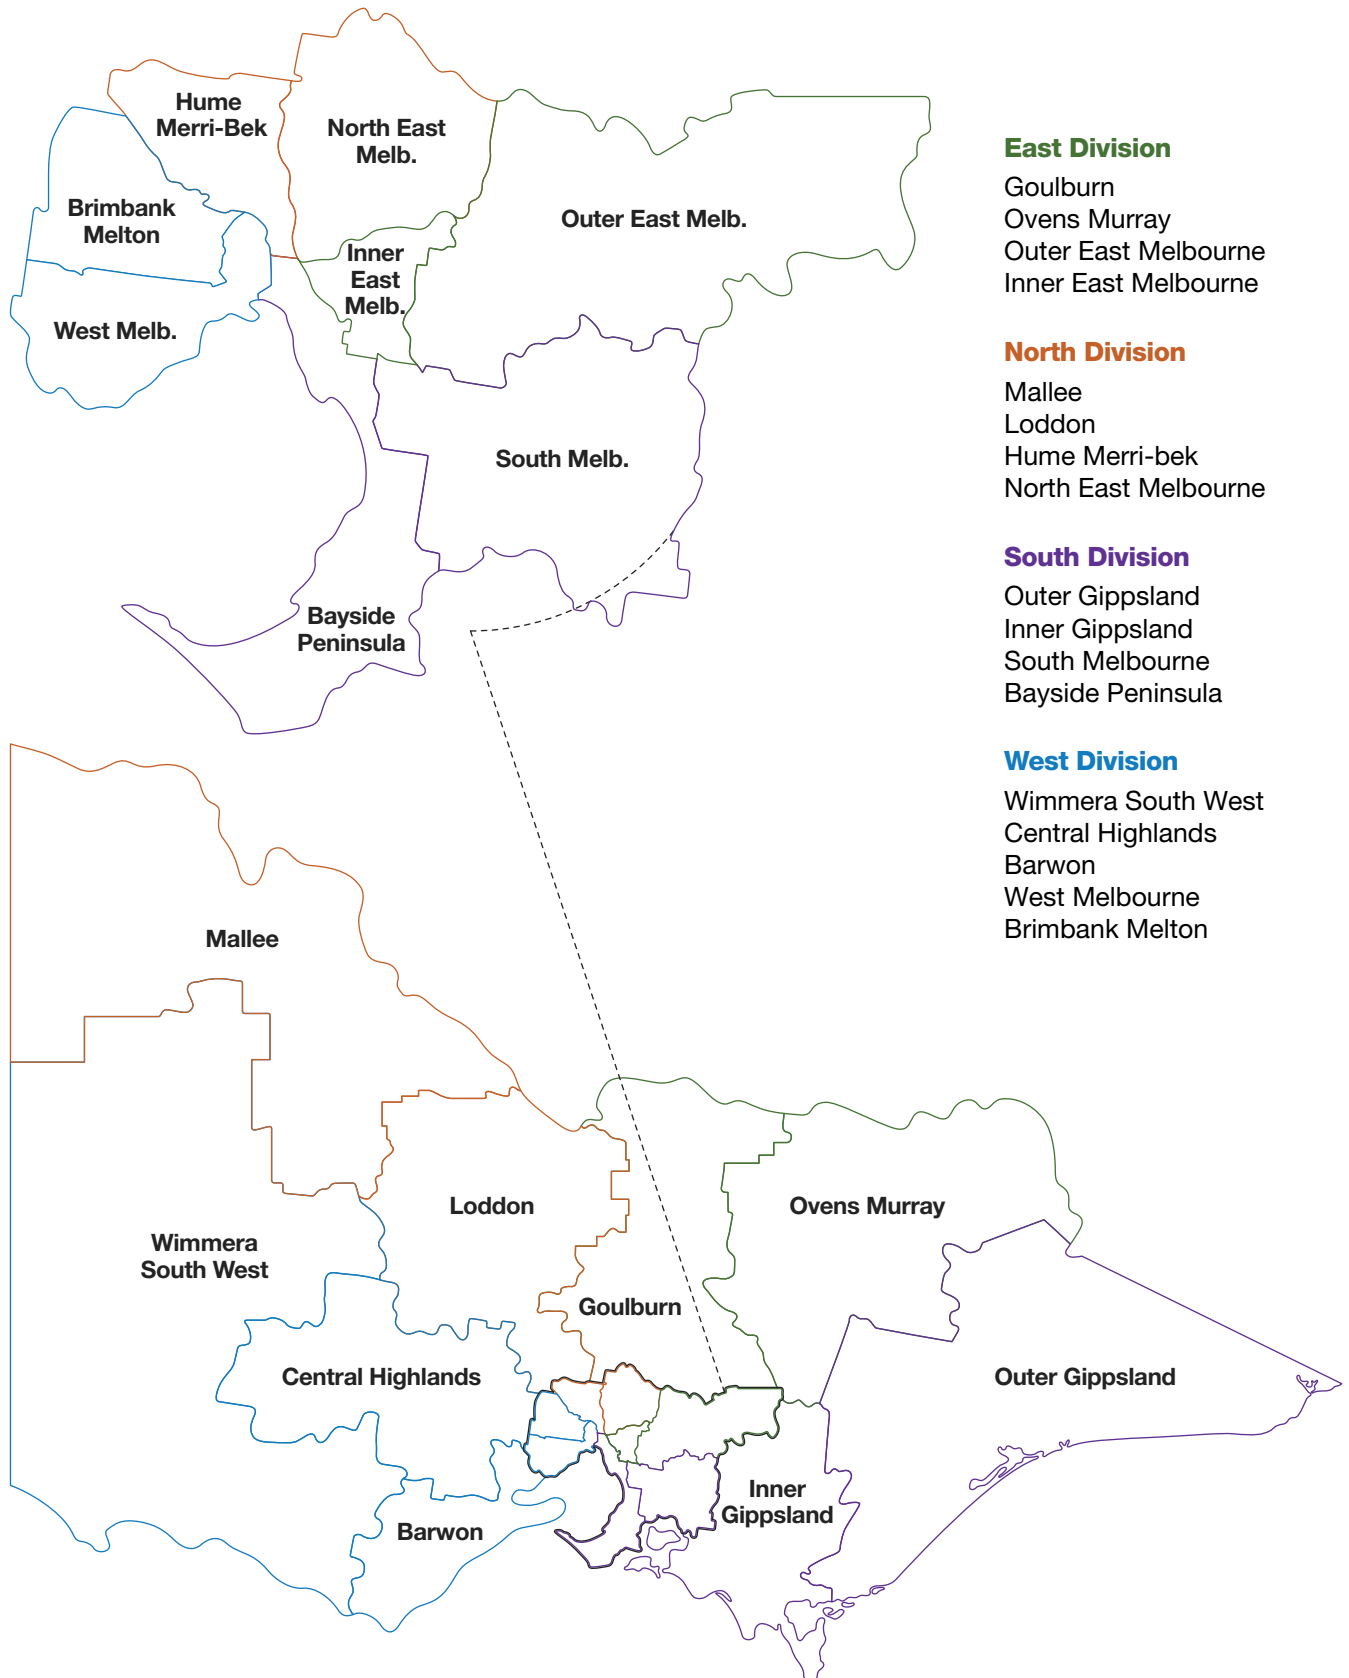 Hume
Merri-Bek
North East
Melb.
Brimbank
Melton
Outer East Melb.
Inner
East
Melb.
West Melb.
South Melb.
Bayside
Peninsula
East Division
Goulburn
Ovens Murray
Outer East Melbourne
Inner East Melbourne
North Division
Mallee
Loddon
Hume Merri-bek
North East Melbourne
South Division
Outer Gippsland
Inner Gippsland
South Melbourne
Bayside Peninsula
West Division
Wimmera South West
Central Highlands
Barwon
West Melbourne
Brimbank Melton
Mallee
Loddon
Ovens Murray
Wimmera
South West
Goulburn
Central Highlands
Outer Gippsland
Inner
Gippsland
Barwon